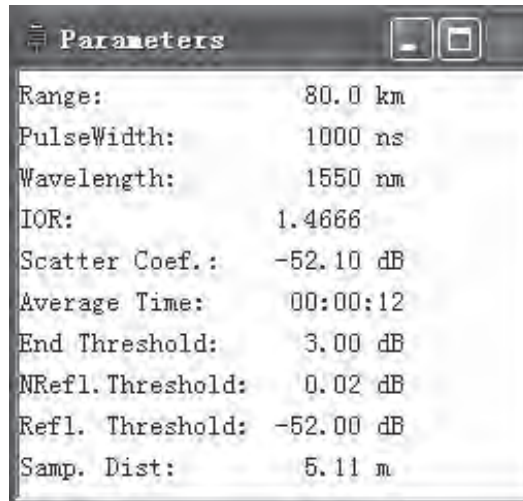 Parameters
Range: 80.0 km
PulseWidth: 1000 ns
Wavelength: 1550 nm
IOR: 1.4666
Scatter Coef.: -52.10 dB
Average Time: 00:00:12
End Threshold: 3.00 dB
NRefl.Threshold: 0.02 dB
Refl. Threshold: -52.00 dB
Samp. Dist: 5.11 m